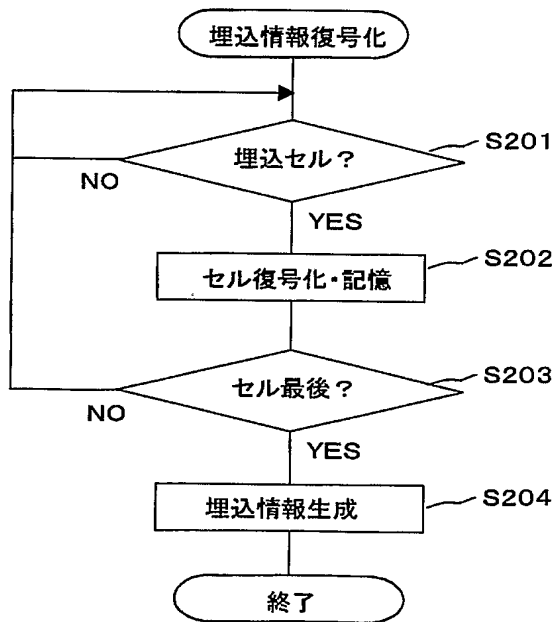 埋込情報復号化
埋込セル？
S201
NO
YES
セル復号化・記憶
S202
セル最後？
S203
NO
YES
埋込情報生成
S204
終了